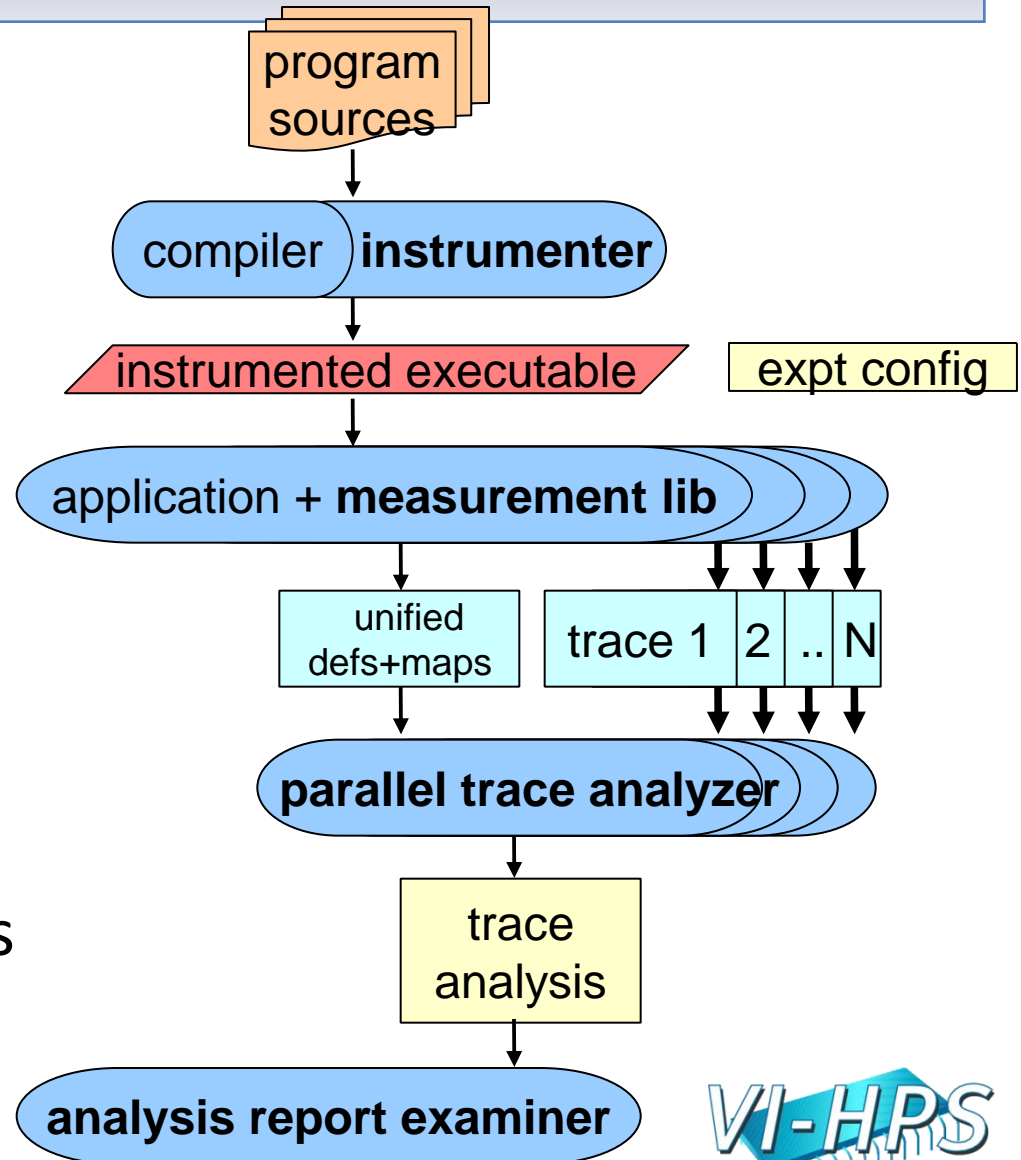 program
sources
compiler instrumenter
instrumented executable
expt config
application + measurement lib
unified
defs+maps
trace 1 2 .. N
parallel trace analyzer
s
trace
analysis
analysis report examiner
VI-HPS